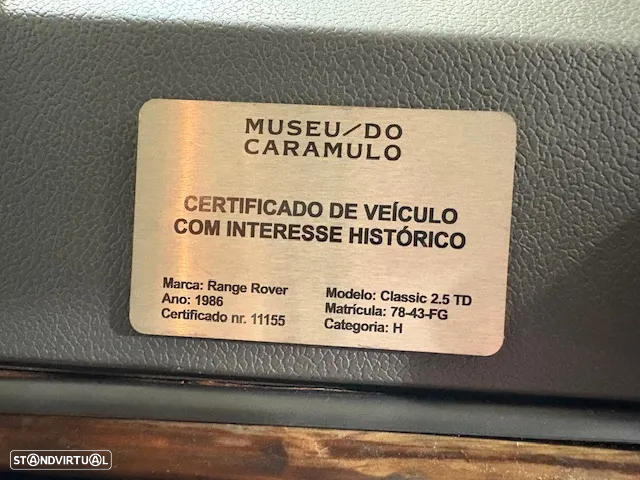 MUSEU/DO
CARAMULO
CERTIFICADO DE VEÍCULO
COM INTERESSE HISTÓRICO
Marca: Range Rover
Ano: 1986
Certificado nr. 11155
Modelo: Classic 2.5 TD
Matrícula: 78-43-FG
Categoria: H
STANDVIRTUAL